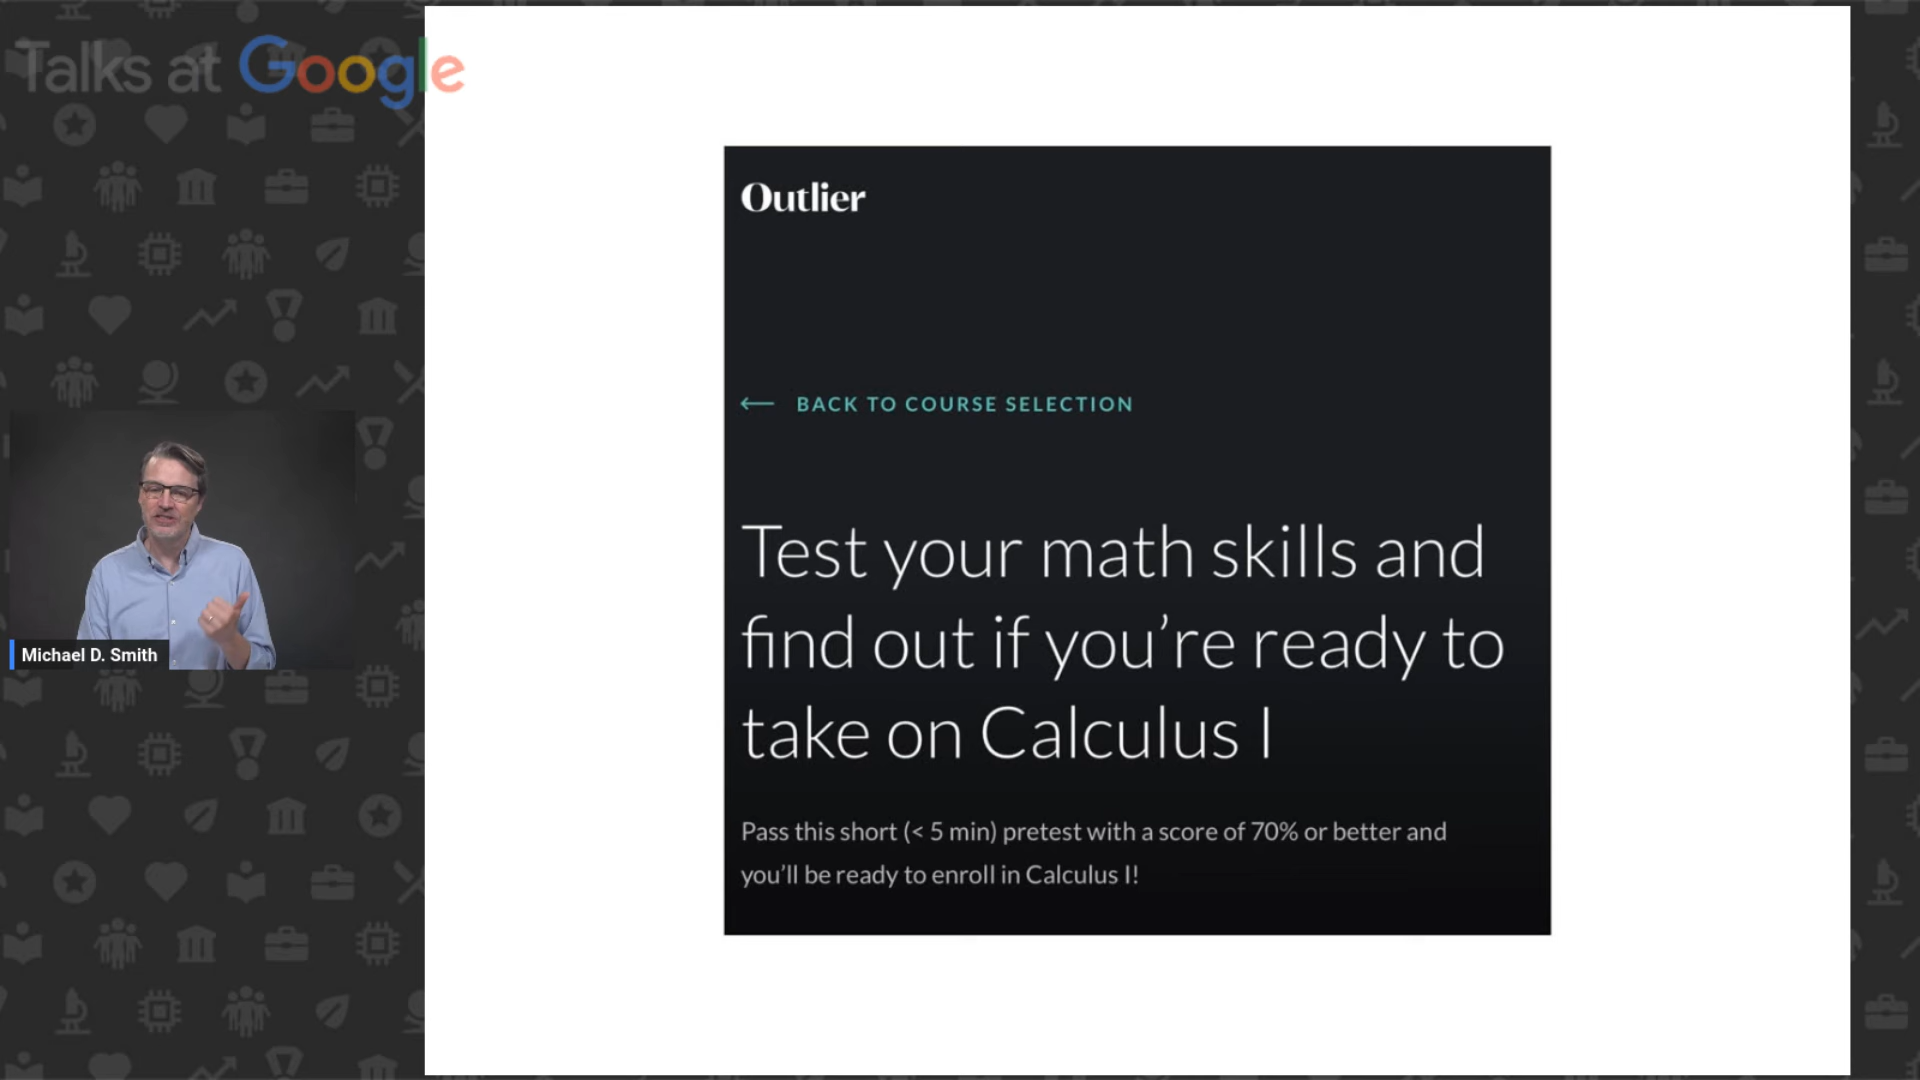 Talks at Google
Outlier
← BACK TO COURSE SELECTION
Test your math skills and
find out if you’re ready to
take on Calculus I
Pass this short (< 5 min) pretest with a score of 70% or better and
you’ll be ready to enroll in Calculus I!
Michael D. Smith